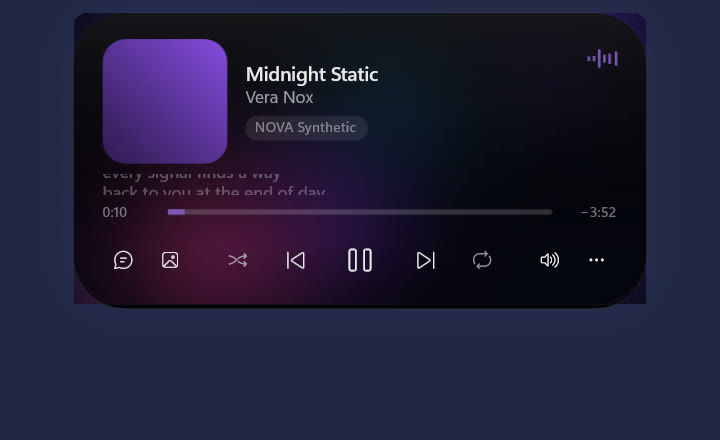 Midnight Static
Vera Nox
NOVA Synthetic
every signal finds a way
back to you at the end of day
0:10
−3:52